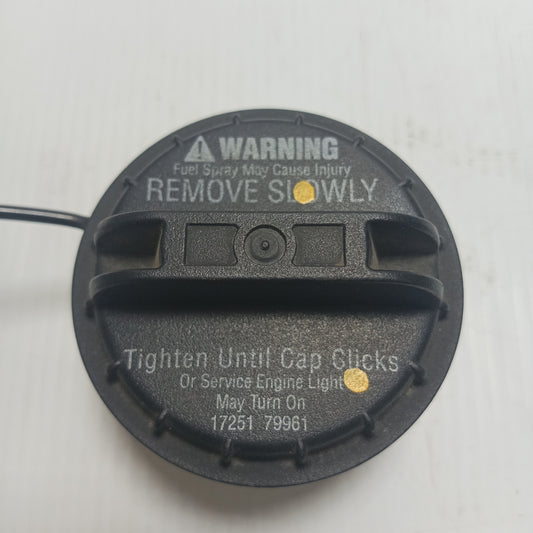 WARNING
Fuel Spray May Cause Injury
REMOVE SLOWLY
Tighten Until Cap Clicks
Or Service Engine Light
May Turn On
17251 79961